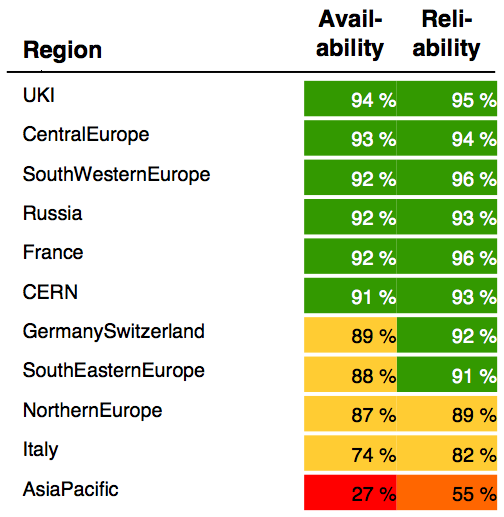 Region Avail-ability Reli-ability
UKI 94 % 95 %
CentralEurope 93 % 94 %
SouthWesternEurope 92 % 96 %
Russia 92 % 93 %
France 92 % 96 %
CERN 91 % 93 %
GermanySwitzerland 89 % 92 %
SouthEasternEurope 88 % 91 %
NorthernEurope 87 % 89 %
Italy 74 % 82 %
AsiaPacific 27 % 55 %